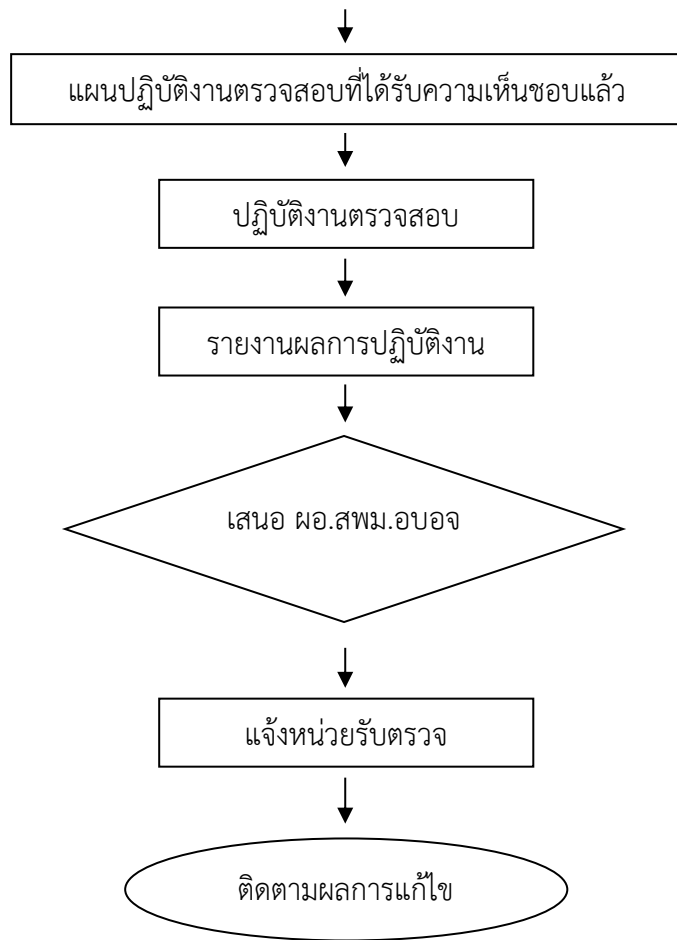 แผนปฏิบัติงานตรวจสอบที่ได้รับความเห็นชอบแล้ว
ปฏิบัติงานตรวจสอบ
รายงานผลการปฏิบัติงาน
เสนอ ผอ.สพม.อบอจ
แจ้งหน่วยรับตรวจ
ติดตามผลการแก้ไข